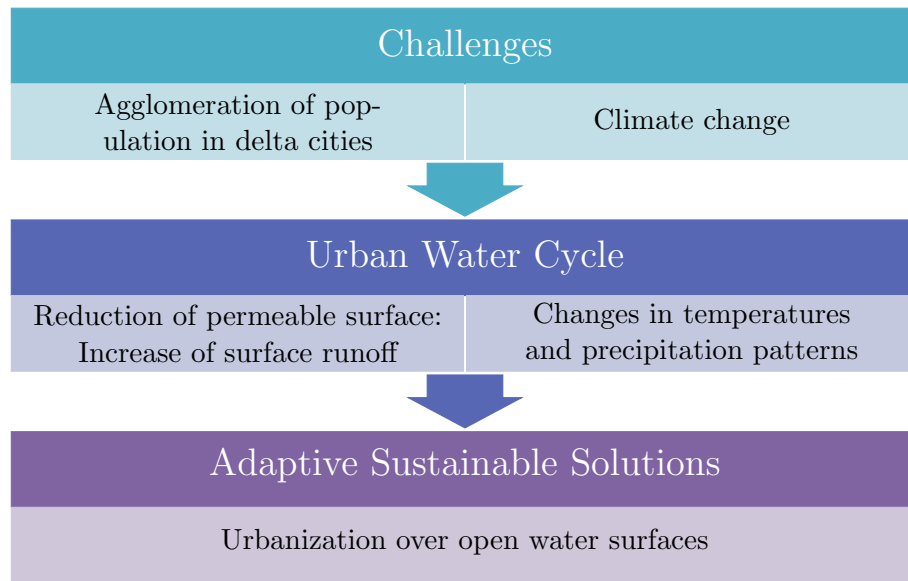 Challenges
Agglomeration of pop-
ulation in delta cities
Climate change
Urban Water Cycle
Reduction of permeable surface:
Increase of surface runoff
Changes in temperatures
and precipitation patterns
Adaptive Sustainable Solutions
Urbanization over open water surfaces